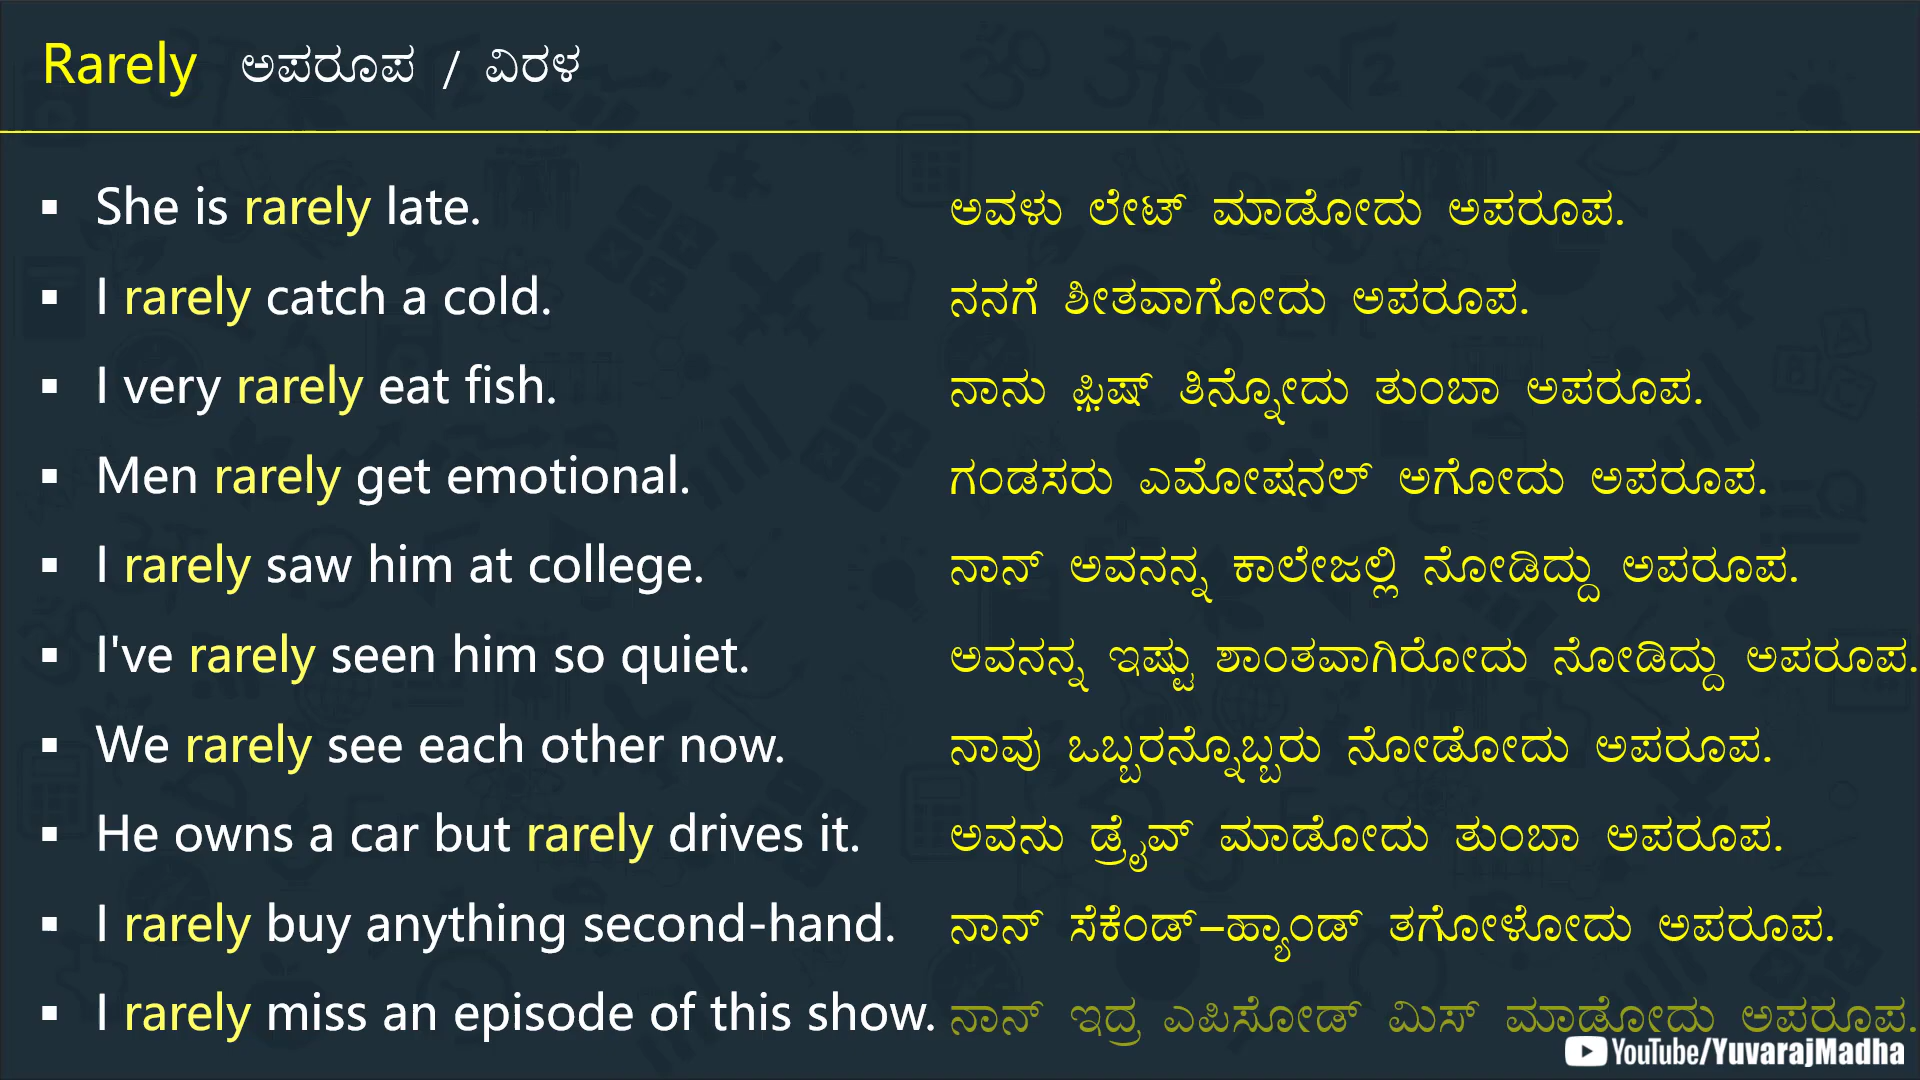 Rarely ಅಪರೂಪ / ವಿರಳ
▪ She is rarely late. ಅವಳು ಲೇಟ್ ಮಾಡೋದು ಅಪರೂಪ.
▪ I rarely catch a cold. ನನಗೆ ಶೀತವಾಗೋದು ಅಪರೂಪ.
▪ I very rarely eat fish. ನಾನು ಫ಼ಿಷ್ ತಿನ್ನೋದು ತುಂಬಾ ಅಪರೂಪ.
▪ Men rarely get emotional. ಗಂಡಸರು ಎಮೋಷನಲ್ ಅಗೋದು ಅಪರೂಪ.
▪ I rarely saw him at college. ನಾನ್ ಅವನನ್ನ ಕಾಲೇಜಲ್ಲಿ ನೋಡಿದ್ದು ಅಪರೂಪ.
▪ I've rarely seen him so quiet. ಅವನನ್ನ ಇಷ್ಟು ಶಾಂತವಾಗಿರೋದು ನೋಡಿದ್ದು ಅಪರೂಪ.
▪ We rarely see each other now. ನಾವು ಒಬ್ಬರನ್ನೊಬ್ಬರು ನೋಡೋದು ಅಪರೂಪ.
▪ He owns a car but rarely drives it. ಅವನು ಡ್ರೈವ್ ಮಾಡೋದು ತುಂಬಾ ಅಪರೂಪ.
▪ I rarely buy anything second-hand. ನಾನ್ ಸೆಕೆಂಡ್-ಹ್ಯಾಂಡ್ ತಗೋಳೋದು ಅಪರೂಪ.
▪ I rarely miss an episode of this show. ನಾನ್ ಇದ್ರ ಎಪಿಸೋಡ್ ಮಿಸ್ ಮಾಡೋದು ಅಪರೂಪ.
YouTube/YuvarajMadha